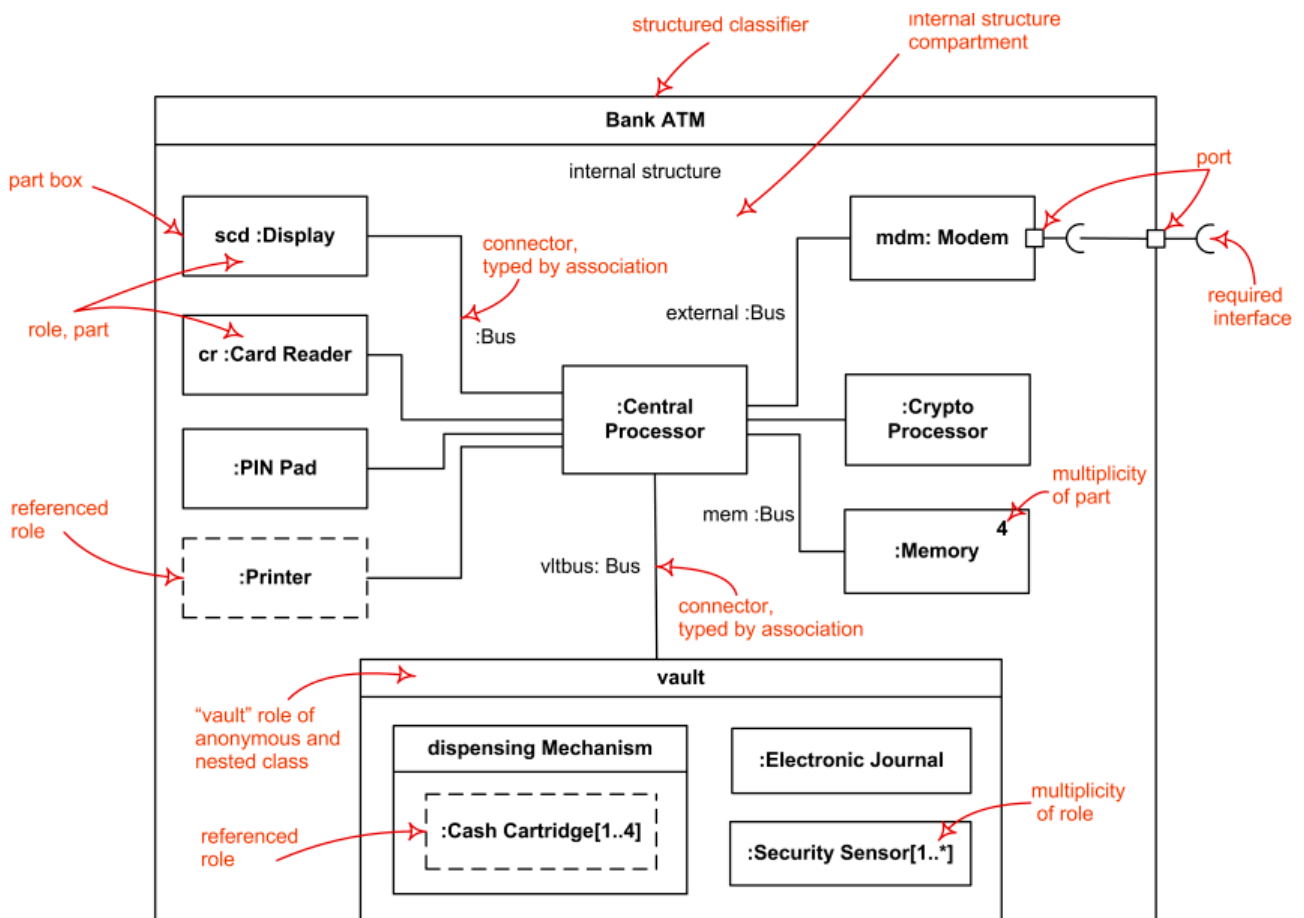 structured classifier
internal structure
compartment
Bank ATM
internal structure
port
part box
scd :Display
connector,
typed by association
mdm: Modem
required
interface
role, part
external :Bus
:Bus
cr :Card Reader
:Central
Processor
:Crypto
Processor
:PIN Pad
multiplicity
of part
referenced
role
mem :Bus
4
:Memory
:Printer
vltbus: Bus
connector,
typed by association
vault
"vault" role of
anonymous and
nested class
dispensing Mechanism
:Electronic Journal
multiplicity
of role
referenced
role
:Cash Cartridge[1..4]
:Security Sensor[1..*]